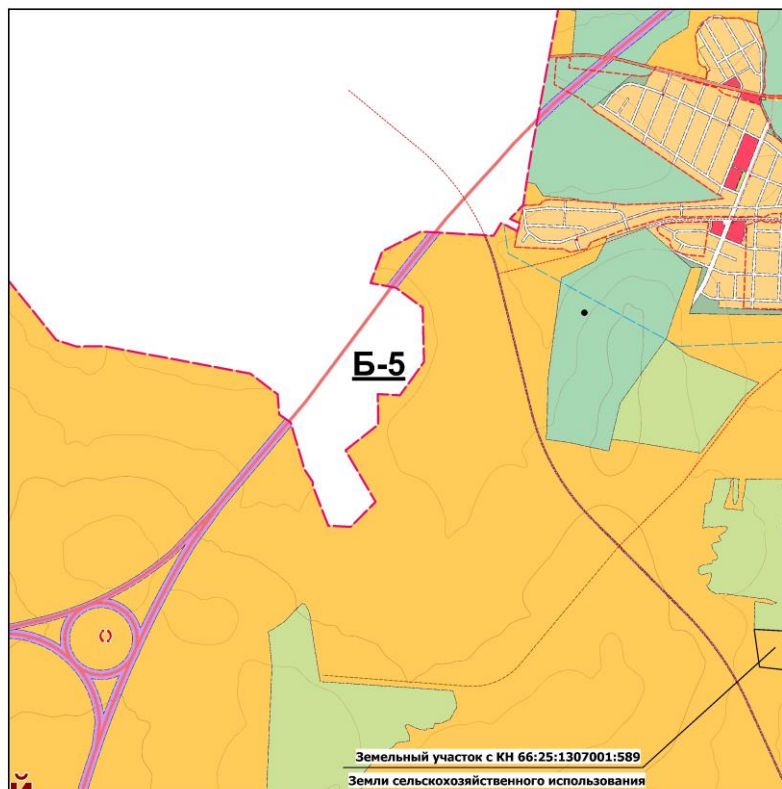 Б-5
Земельный участок с КН 66:25:1307001:589
Земли сельскохозяйственного использования
й